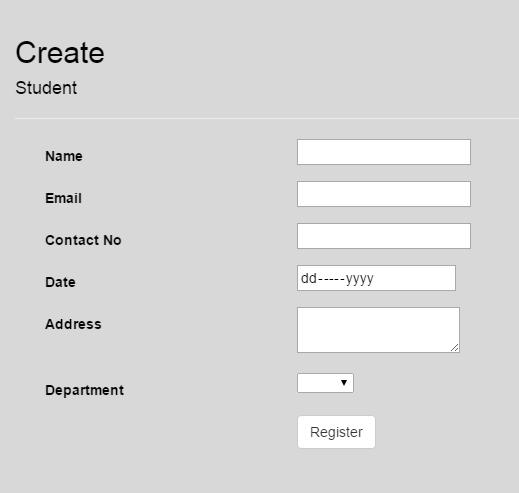 Create
Student
Name
Email
Contact No
Date
dd-----yyyy
Address
Department
Register